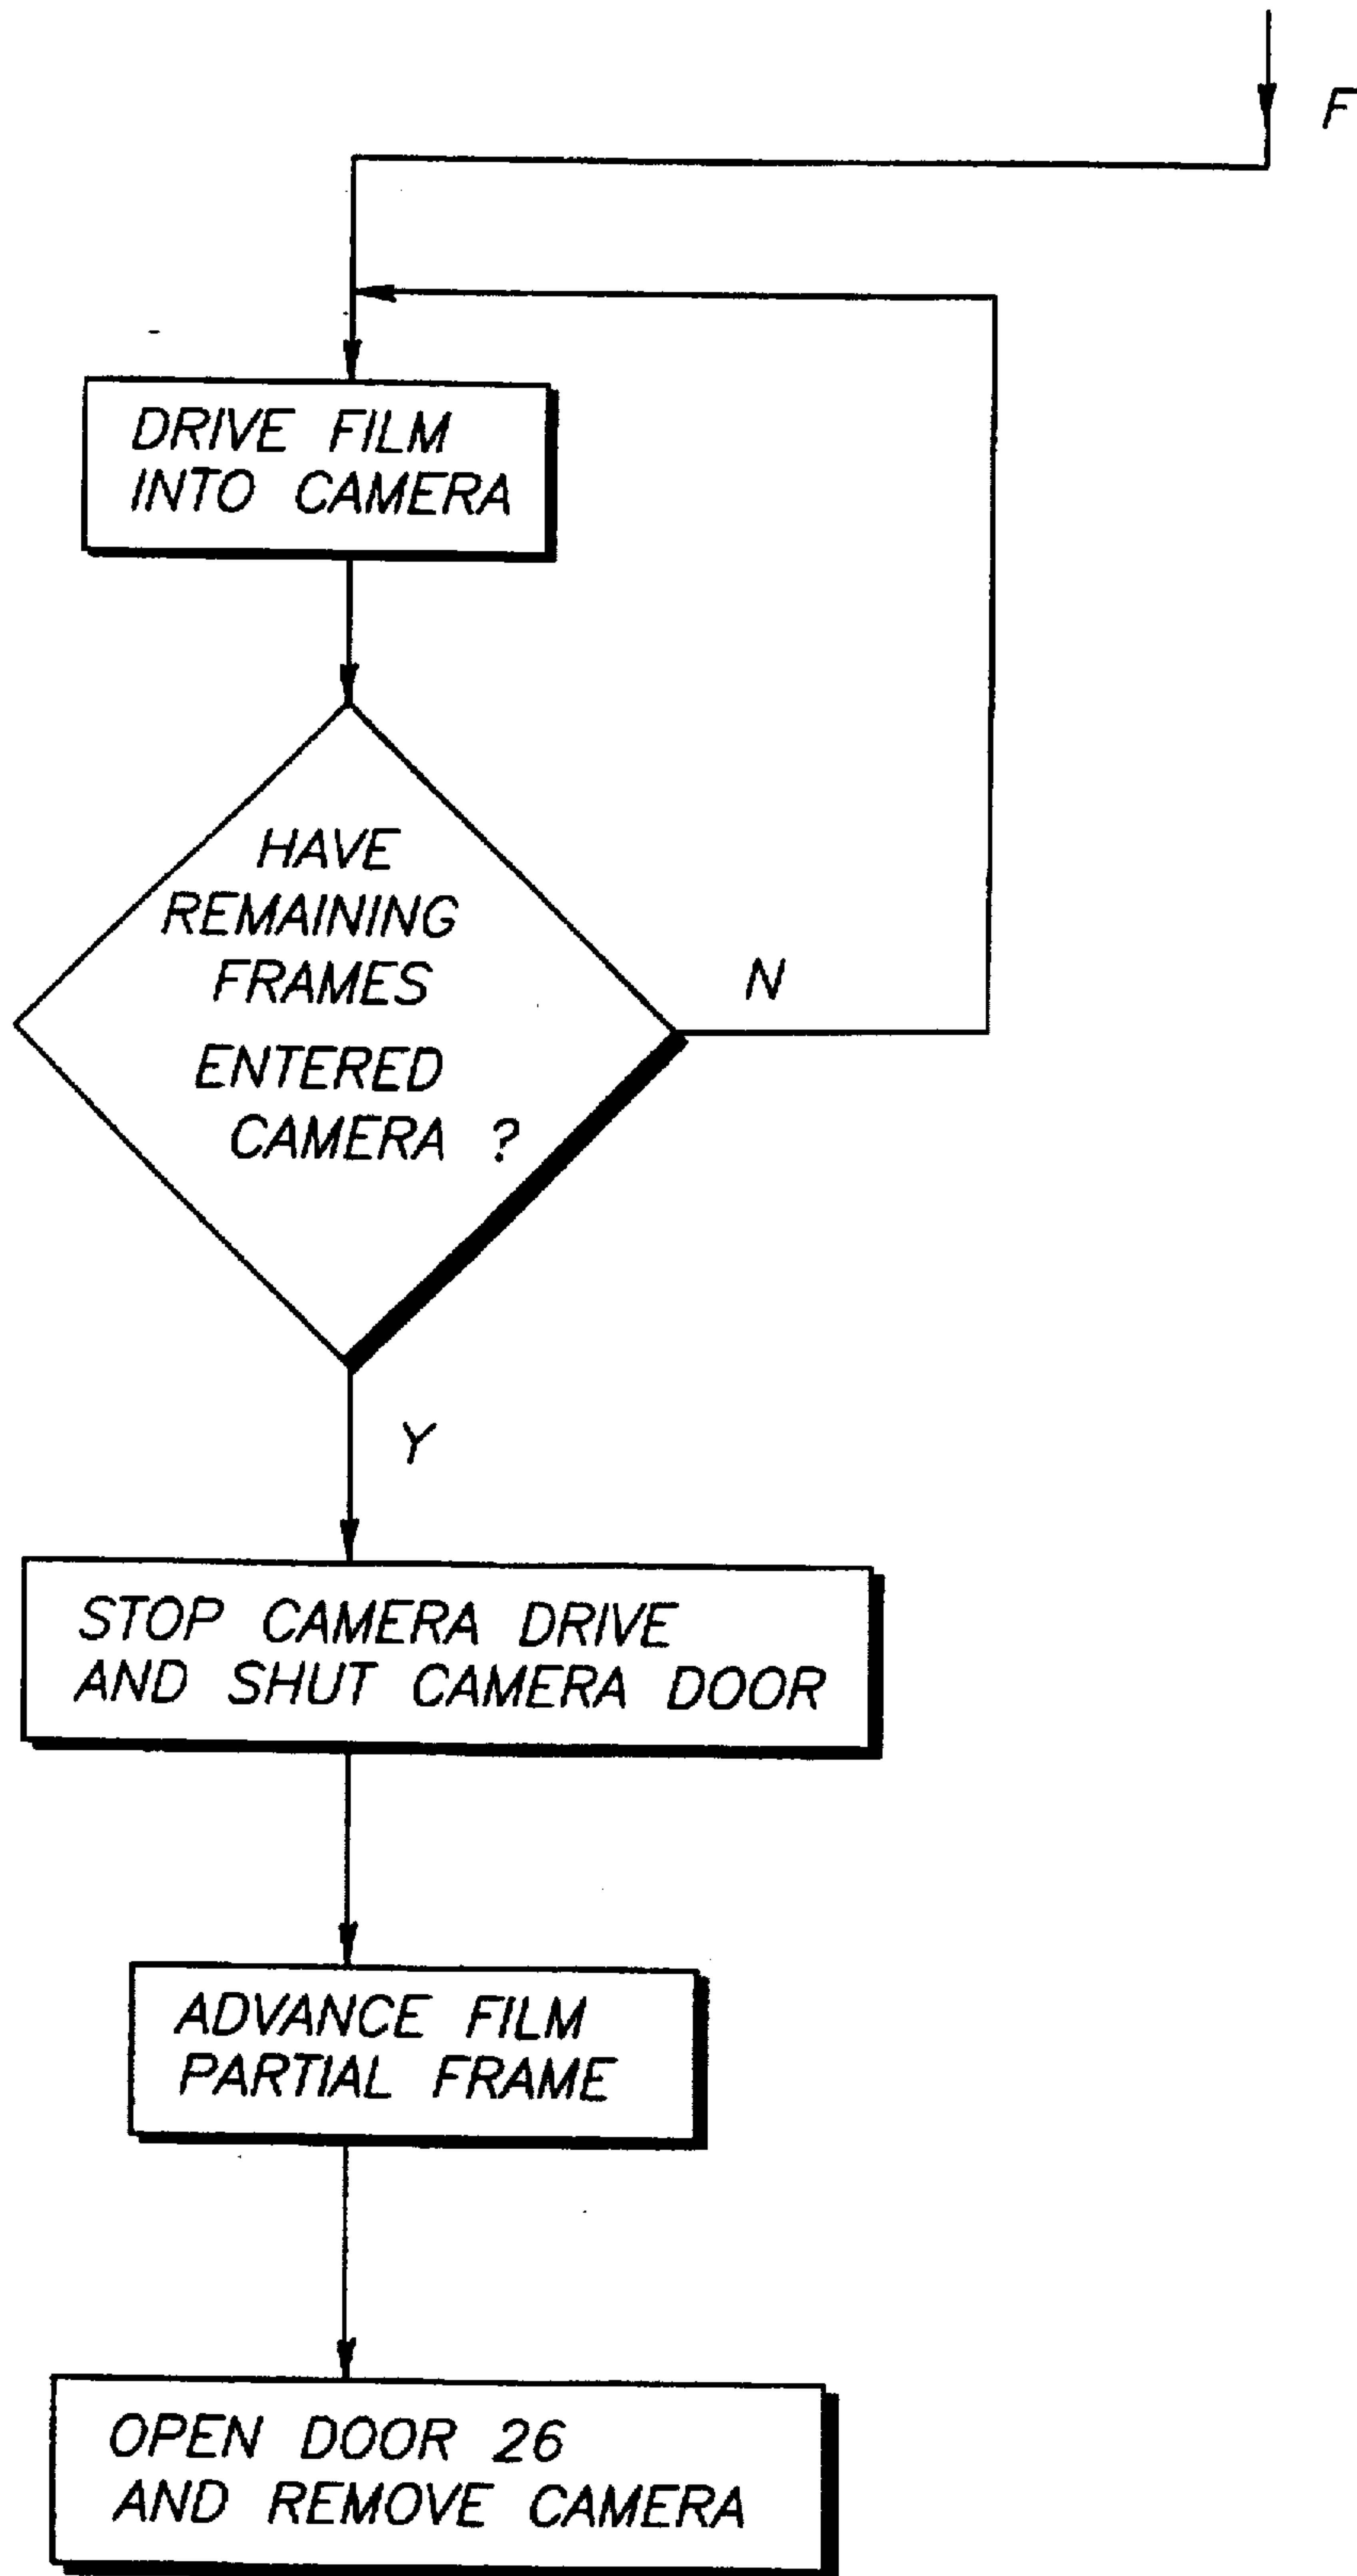 F
DRIVE FILM
INTO CAMERA
HAVE
REMAINING
FRAMES
ENTERED
CAMERA ?
N
Y
STOP CAMERA DRIVE
AND SHUT CAMERA DOOR
ADVANCE FILM
PARTIAL FRAME
OPEN DOOR 26
AND REMOVE CAMERA